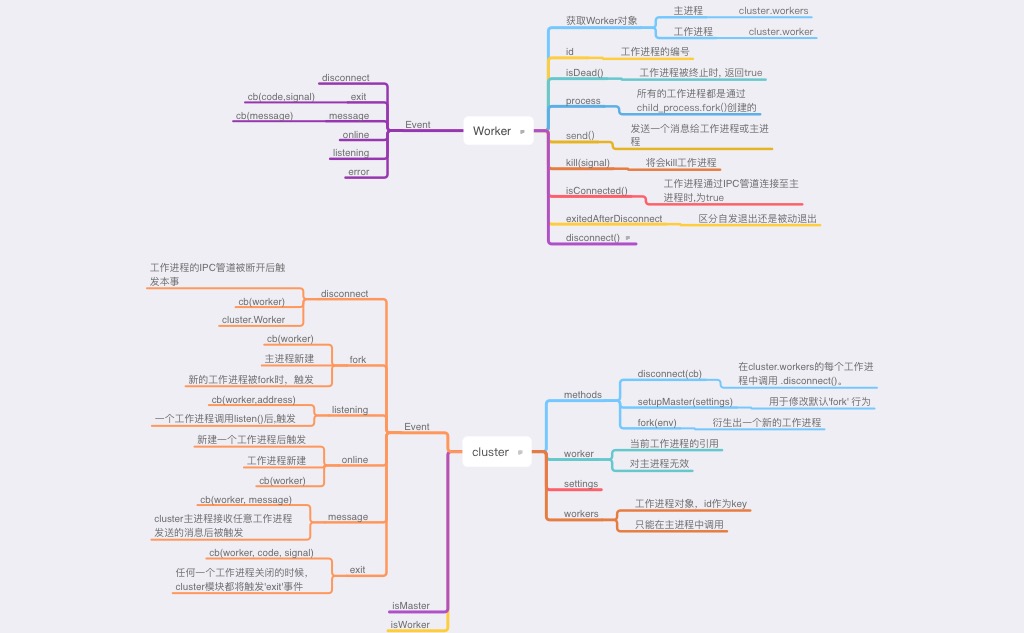 Worker
获取Worker对象
主进程
cluster.workers
工作进程
cluster.worker
id
工作进程的编号
isDead()
工作进程被终止时, 返回true
process
所有的工作进程都是通过
child_process.fork()创建的
send()
发送一个消息给工作进程或主进
程
kill(signal)
将会kill工作进程
isConnected()
工作进程通过IPC管道连接至主
进程时,为true
exitedAfterDisconnect
区分自发退出还是被动退出
disconnect()
Event
disconnect
exit
cb(code,signal)
message
cb(message)
online
listening
error
cluster
methods
disconnect(cb)
在cluster.workers的每个工作进
程中调用 .disconnect()。
setupMaster(settings)
用于修改默认'fork' 行为
fork(env)
衍生出一个新的工作进程
worker
当前工作进程的引用
对主进程无效
settings
workers
工作进程对象，id作为key
只能在主进程中调用
Event
disconnect
工作进程的IPC管道被断开后触
发本事
cb(worker)
cluster.Worker
fork
cb(worker)
主进程新建
新的工作进程被fork时，触发
listening
cb(worker,address)
一个工作进程调用listen()后,触发
online
新建一个工作进程后触发
工作进程新建
cb(worker)
message
cb(worker, message)
cluster主进程接收任意工作进程
发送的消息后被触发
exit
cb(worker, code, signal)
任何一个工作进程关闭的时候，
cluster模块都将触发'exit'事件
isMaster
isWorker